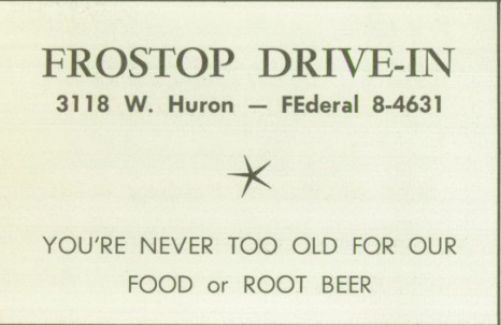 FROSTOP DRIVE-IN
3118 W. Huron — FEderal 8-4631
YOU'RE NEVER TOO OLD FOR OUR
FOOD or ROOT BEER